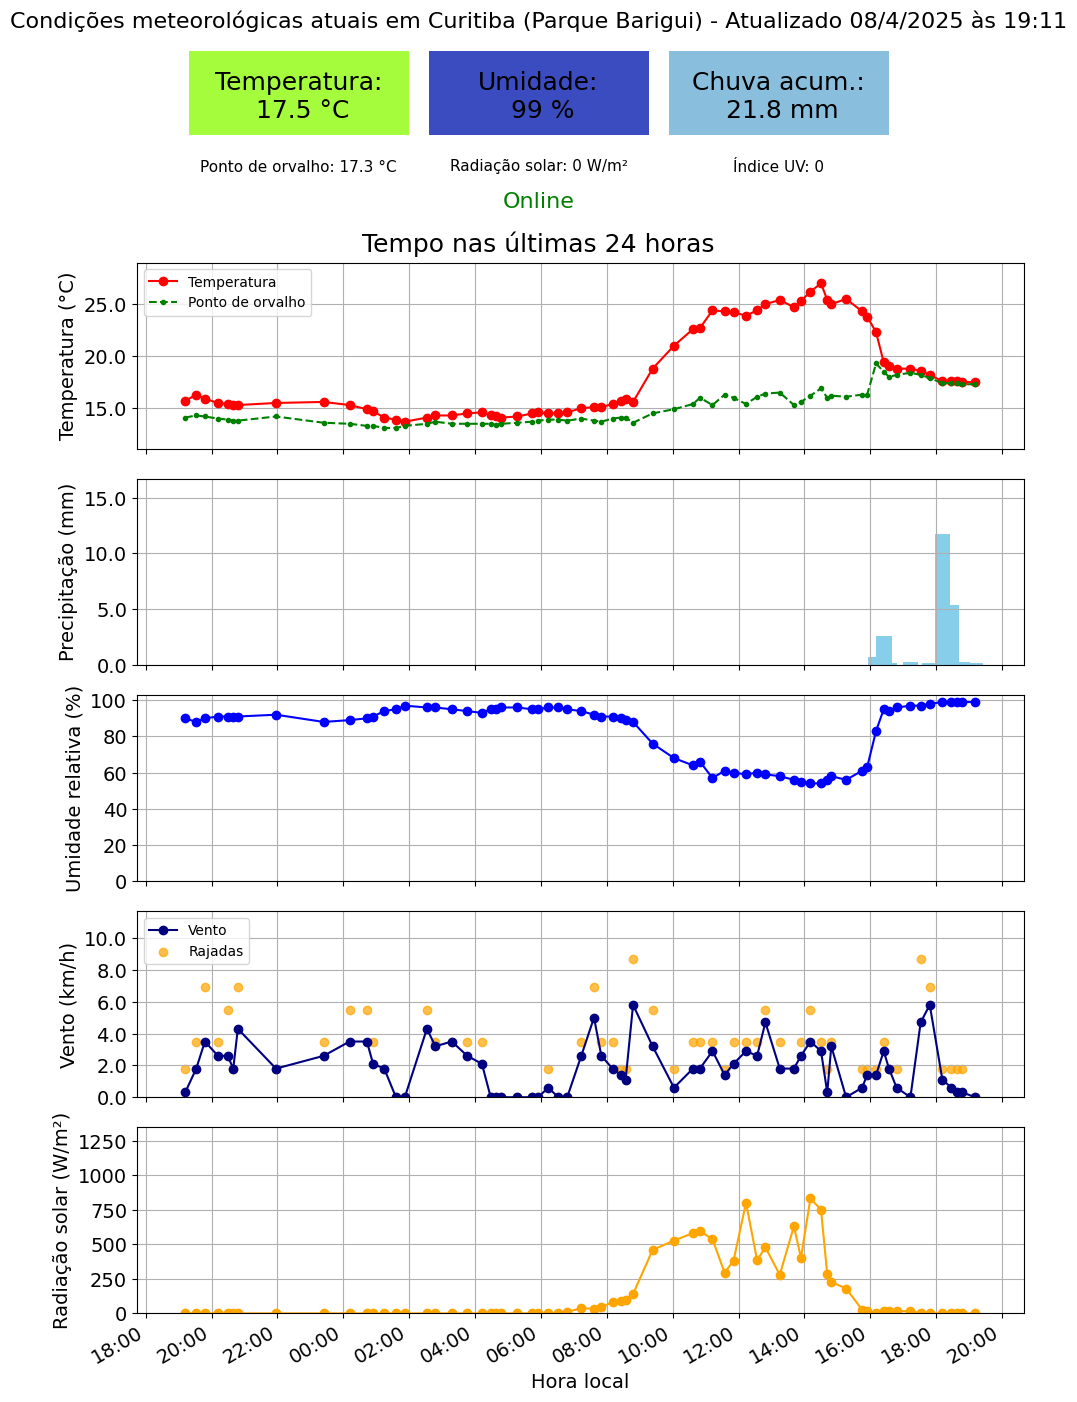 Condições meteorológicas atuais em Curitiba (Parque Barigui) - Atualizado 08/4/2025 às 19:11
Temperatura:
17.5 °C
Umidade:
99 %
Chuva acum.:
21.8 mm
Ponto de orvalho: 17.3 °C
Radiação solar: 0 W/m²
Índice UV: 0
Online
Tempo nas últimas 24 horas
Temperatura (°C)
25.0
20.0
15.0
Temperatura
Ponto de orvalho
Precipitação (mm)
15.0
10.0
5.0
0.0
Umidade relativa (%)
100
80
60
40
20
0
Vento (km/h)
10.0
8.0
6.0
4.0
2.0
0.0
Vento
Rajadas
Radiação solar (W/m²)
1250
1000
750
500
250
0
18:00
20:00
22:00
00:00
02:00
04:00
06:00
08:00
10:00
12:00
14:00
16:00
18:00
20:00
Hora local